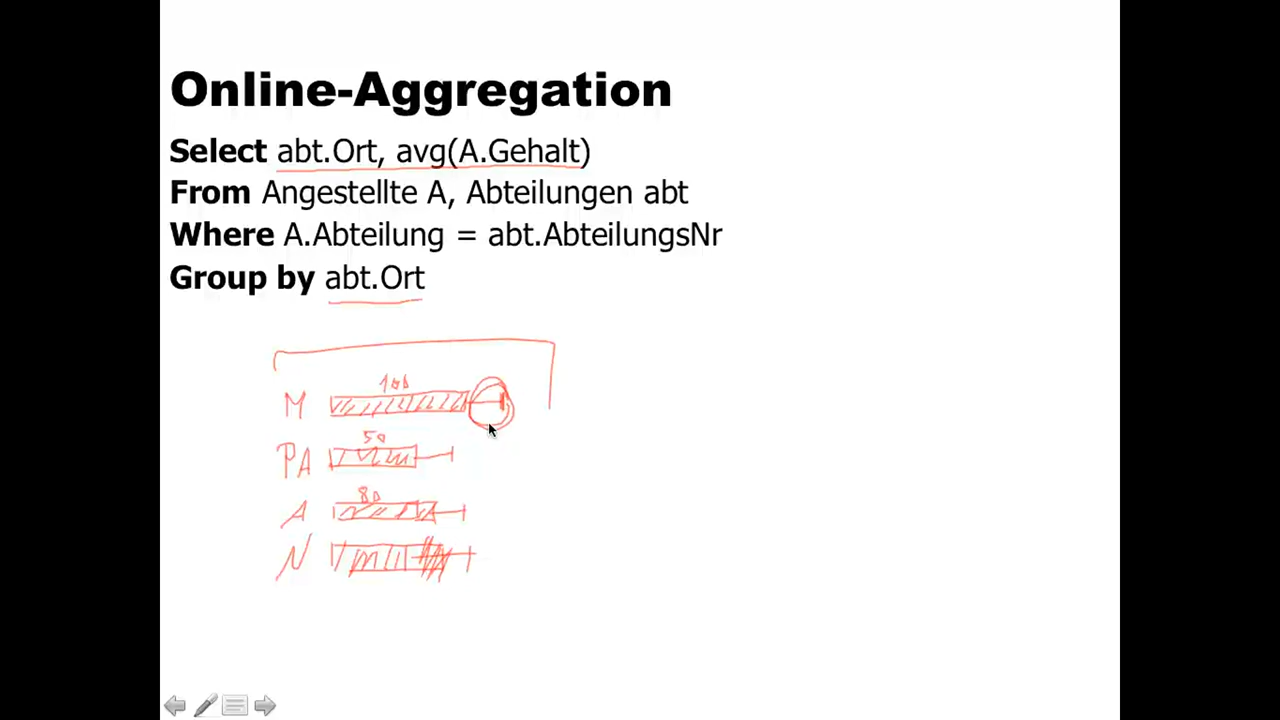 Online-Aggregation
Select abt.Ort, avg(A.Gehalt)
From Angestellte A, Abteilungen abt
Where A.Abteilung = abt.AbteilungsNr
Group by abt.Ort
100
M
50
PA
80
A
N